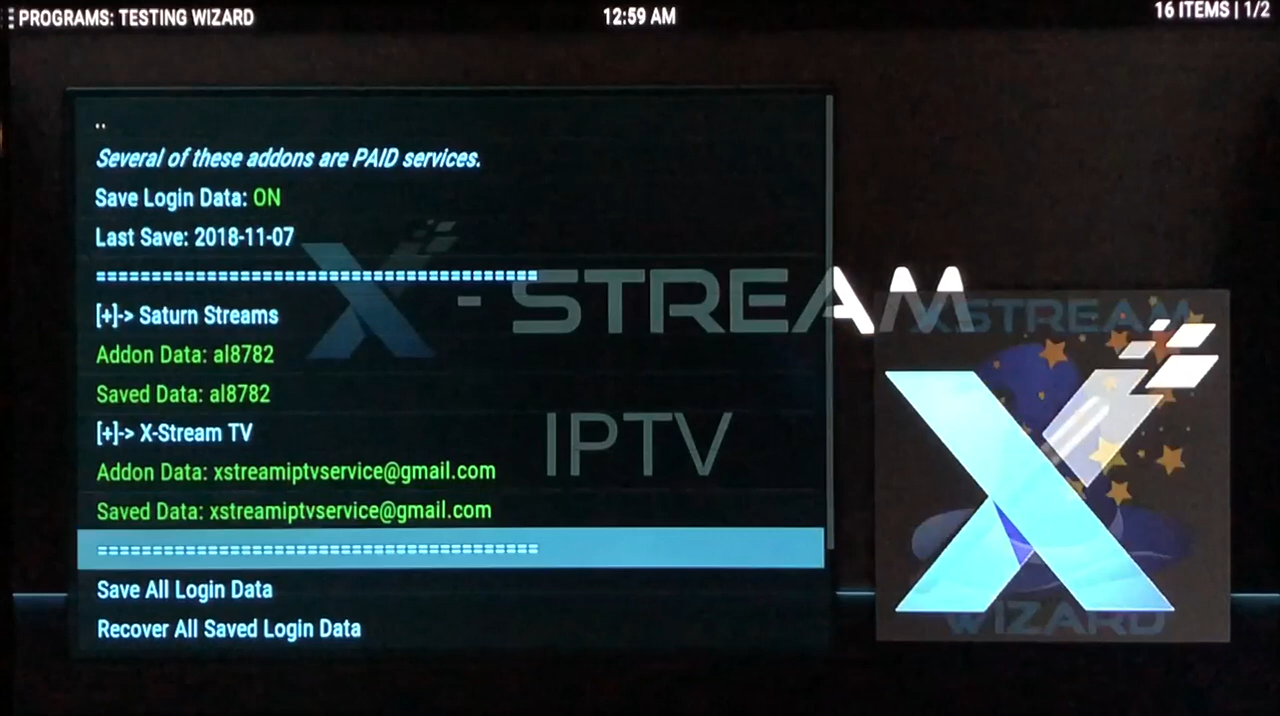 PROGRAMS: TESTING WIZARD
12:59 AM
16 ITEMS | 1/2
..
Several of these addons are PAID services.
Save Login Data: ON
Last Save: 2018-11-07
========================================
[+]-> Saturn Streams
Addon Data: al8782
Saved Data: al8782
[+]-> X-Stream TV
Addon Data: xstreamiptvservice@gmail.com
Saved Data: xstreamiptvservice@gmail.com
========================================
Save All Login Data
Recover All Saved Login Data
X-STREAM
IPTV
XSTREAM
WIZARD